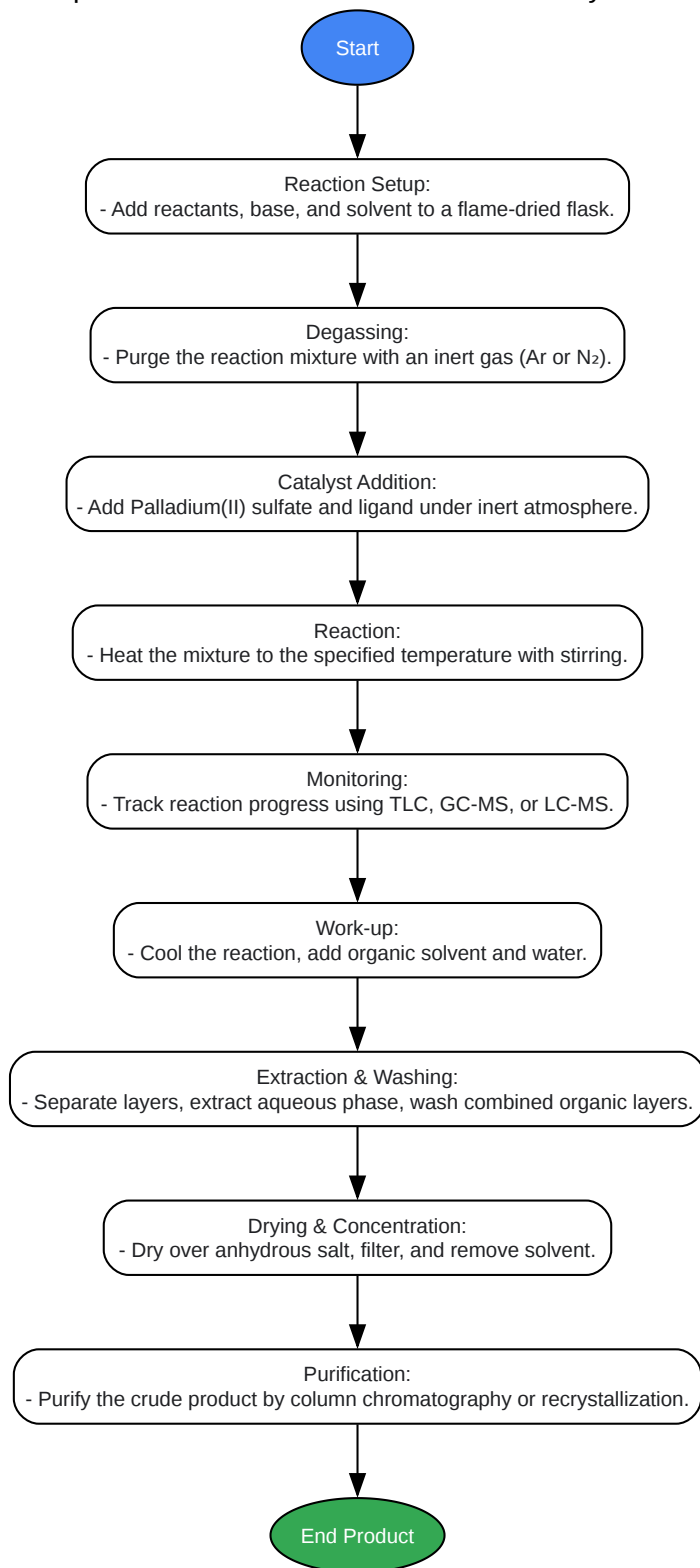 Start
Reaction Setup:
- Add reactants, base, and solvent to a flame-dried flask.
Degassing:
- Purge the reaction mixture with an inert gas (Ar or N₂).
Catalyst Addition:
- Add Palladium(II) sulfate and ligand under inert atmosphere.
Reaction:
- Heat the mixture to the specified temperature with stirring.
Monitoring:
- Track reaction progress using TLC, GC-MS, or LC-MS.
Work-up:
- Cool the reaction, add organic solvent and water.
Extraction & Washing:
- Separate layers, extract aqueous phase, wash combined organic layers.
Drying & Concentration:
- Dry over anhydrous salt, filter, and remove solvent.
Purification:
- Purify the crude product by column chromatography or recrystallization.
End Product